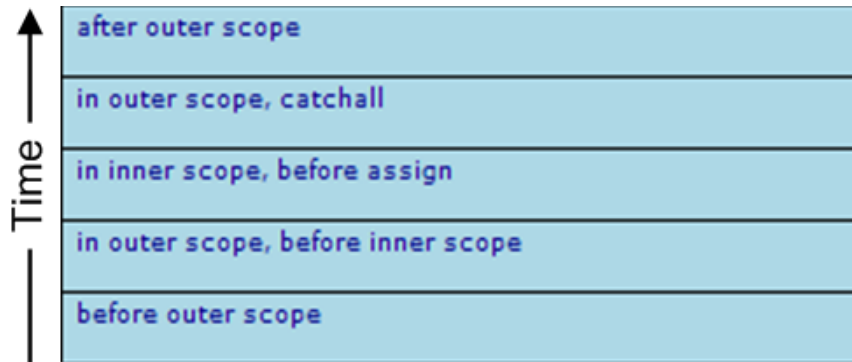 Time
after outer scope
in outer scope, catchall
in inner scope, before assign
in outer scope, before inner scope
before outer scope